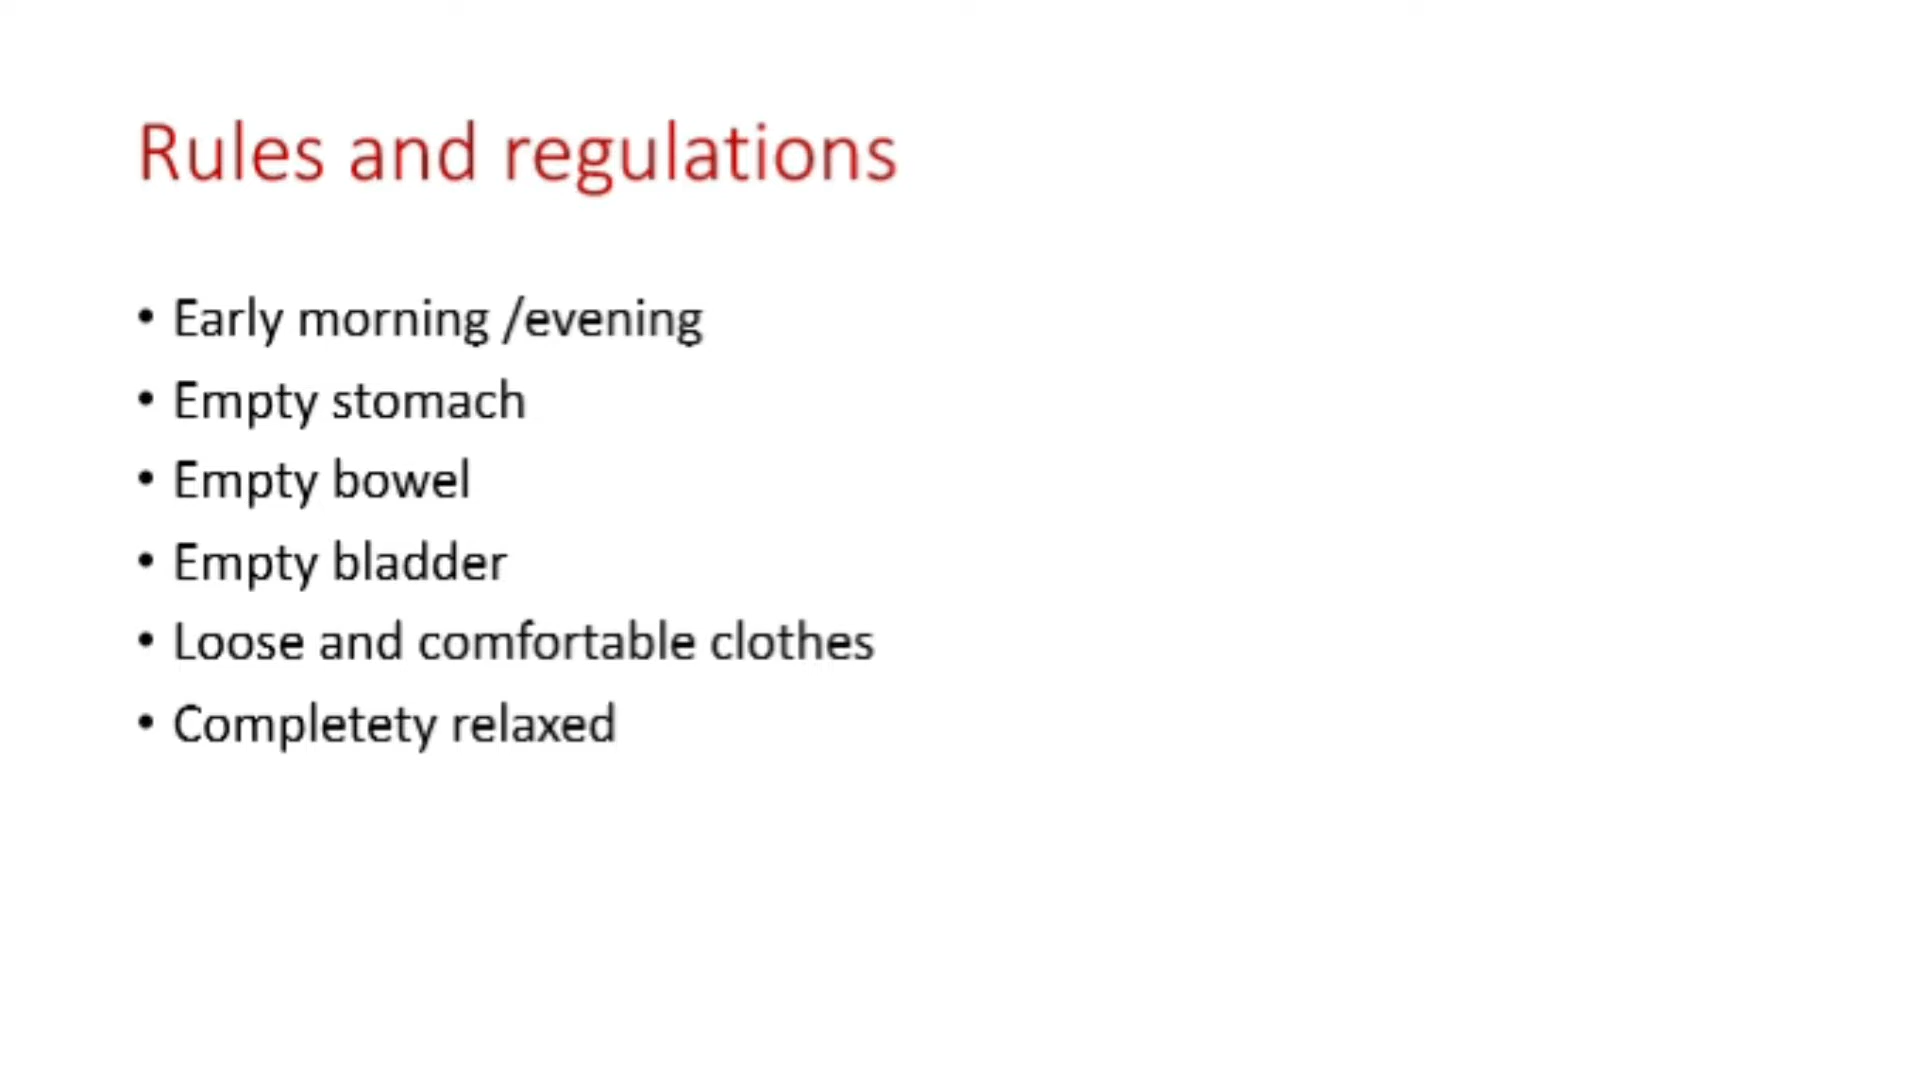 Rules and regulations
• Early morning /evening
• Empty stomach
• Empty bowel
• Empty bladder
• Loose and comfortable clothes
• Completety relaxed